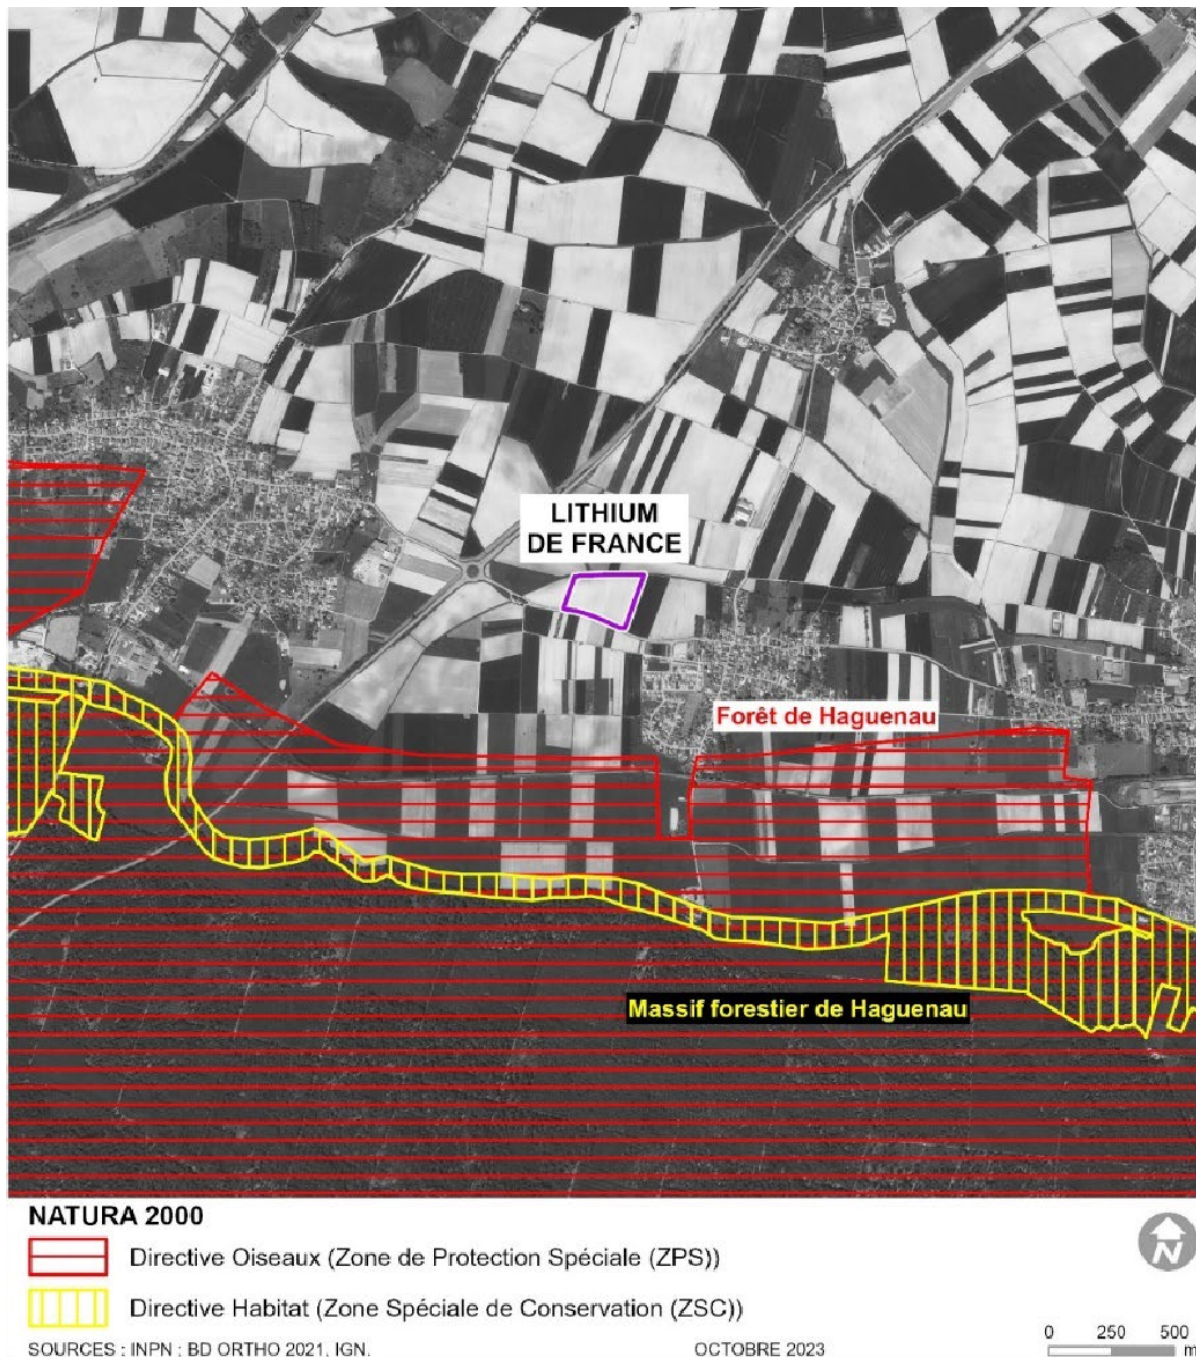 LITHIUM
DE FRANCE
Forêt de Haguenau
Massif forestier de Haguenau
NATURA 2000
Directive Oiseaux (Zone de Protection Spéciale (ZPS))
N
Directive Habitat (Zone Spéciale de Conservation (ZSC))
0 250 500
m
SOURCES : INPN ; BD ORTHO 2021, IGN.
OCTOBRE 2023